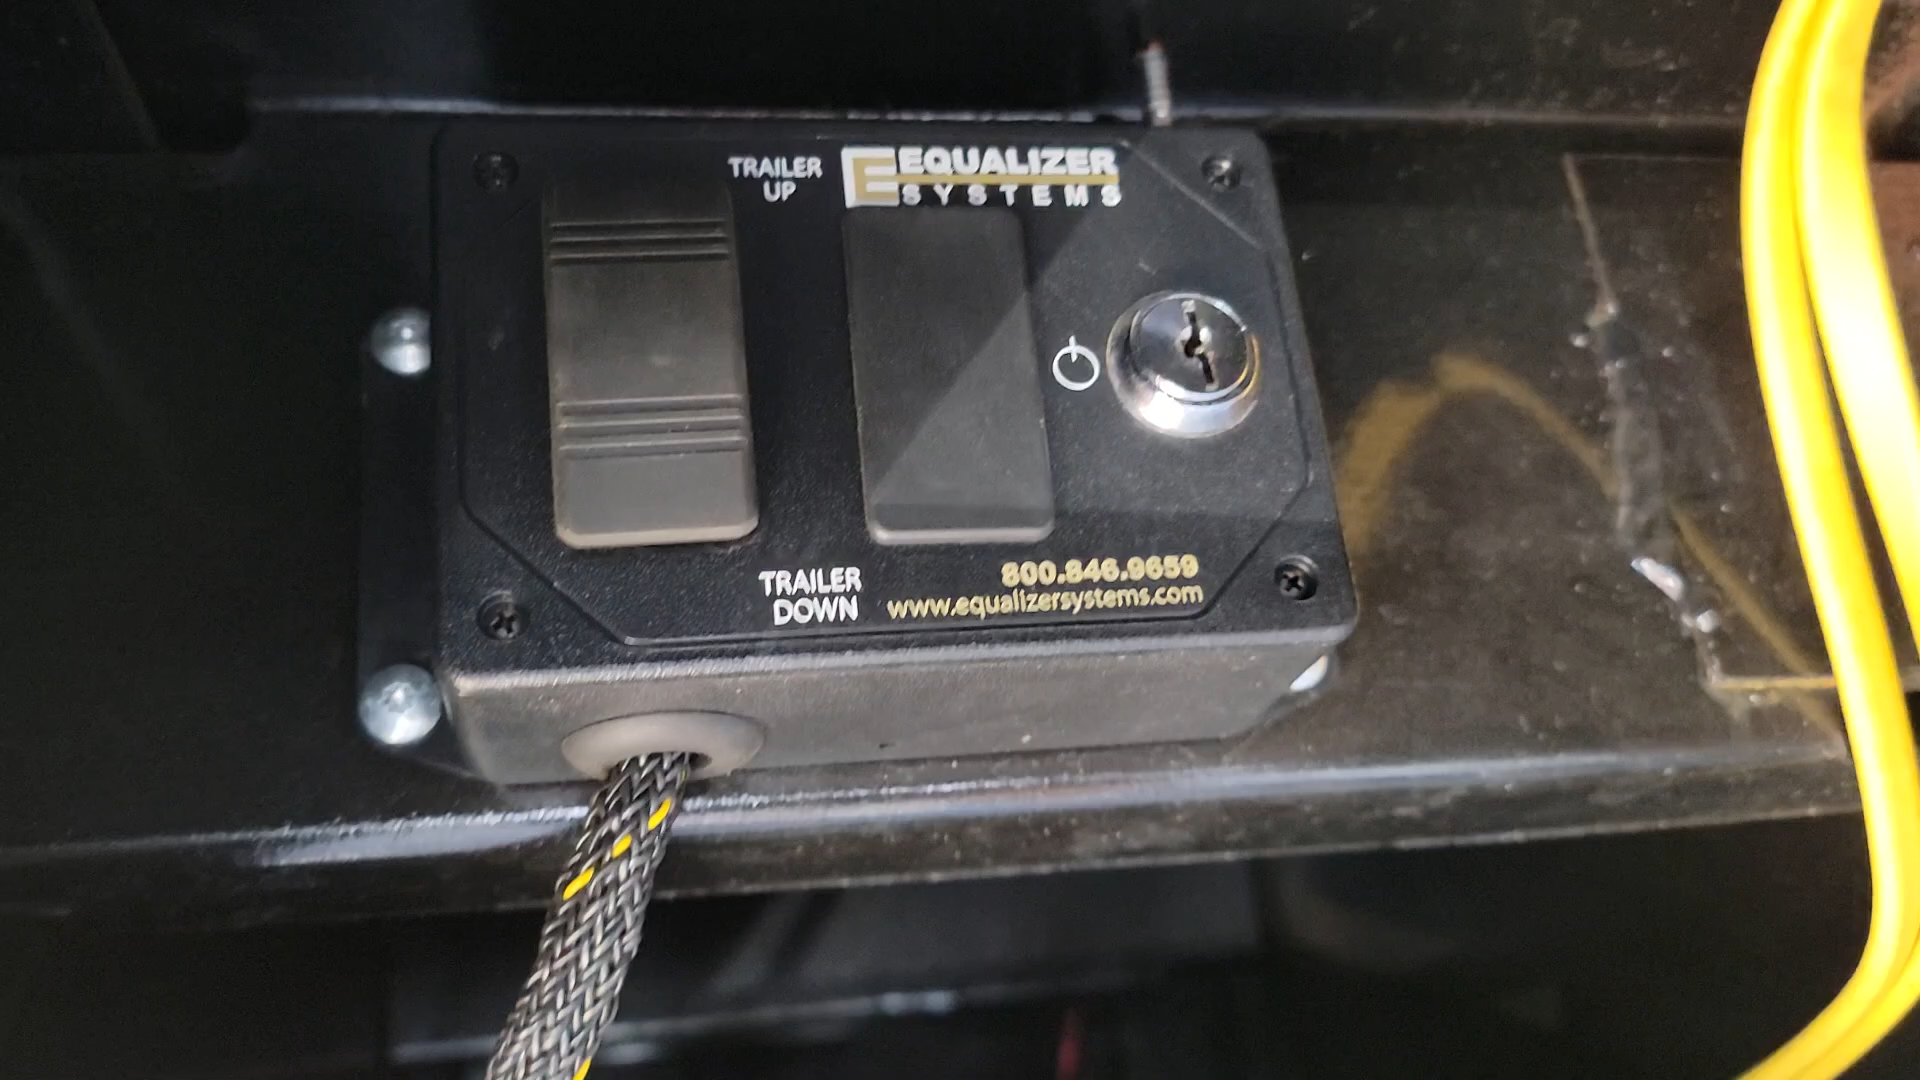 TRAILER
UP
EQUALIZER
SYSTEMS
TRAILER
DOWN
800.846.9659
www.equalizersystems.com